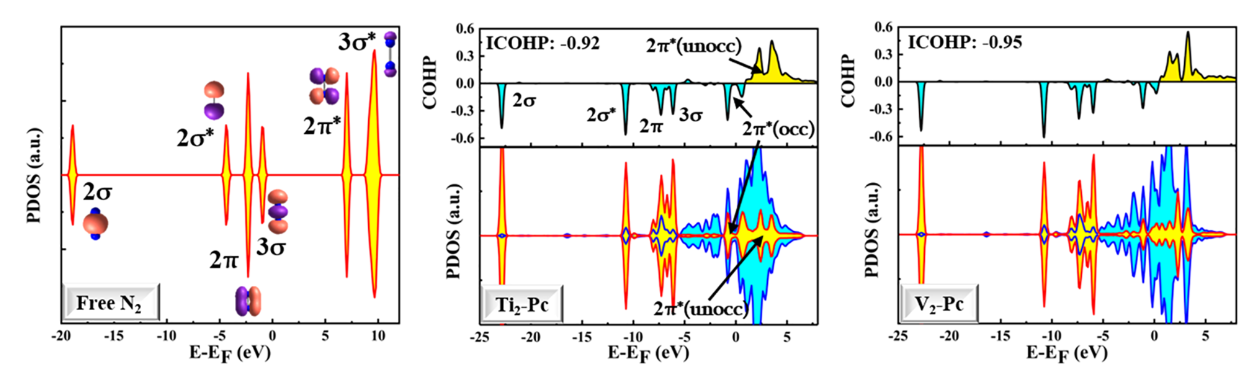 PDOS (a.u.)
2σ
2σ*
2π
3σ
2π*
3σ*
Free N2
-20 -15 -10 -5 0 5 10
E-EF (eV)
COHP
0.6
0.3
0.0
-0.3
-0.6
ICOHP: -0.92
2π*(unocc)
2σ
2σ*
2π
3σ
2π*(occ)
PDOS (a.u.)
2π*(unocc)
Ti2-Pc
-25 -20 -15 -10 -5 0 5
E-EF (eV)
COHP
0.6
0.3
0.0
-0.3
-0.6
ICOHP: -0.95
PDOS (a.u.)
V2-Pc
-25 -20 -15 -10 -5 0 5
E-EF (eV)